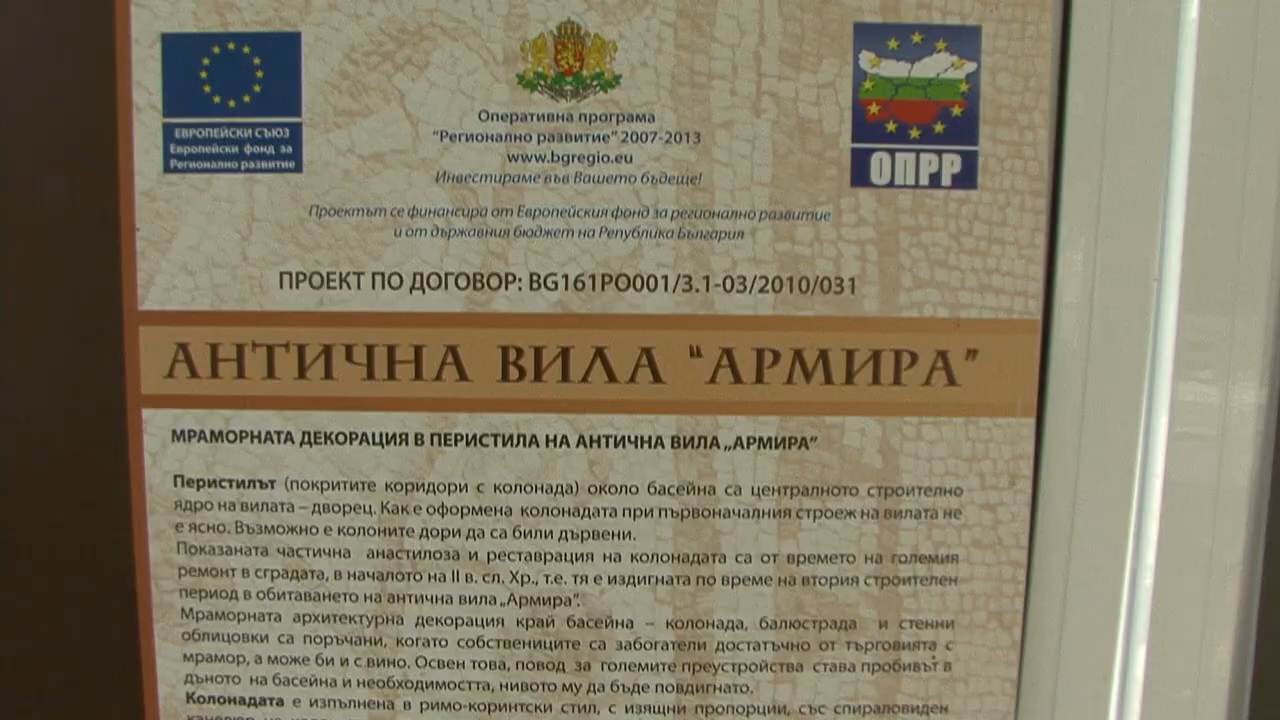 ЕВРОПЕЙСКИ СЪЮЗ
Европейски фонд за
Регионално развитие
Оперативна програма
“Регионално развитие” 2007-2013
www.bgregio.eu
Инвестираме във Вашето бъдеще!
ОПРР
Проектът се финансира от Европейския фонд за регионално развитие
и от държавния бюджет на Република България
ПРОЕКТ ПО ДОГОВОР: BG161PO001/3.1-03/2010/031
АНТИЧНА ВИЛА “АРМИРА”
МРАМОРНАТА ДЕКОРАЦИЯ В ПЕРИСТИЛА НА АНТИЧНА ВИЛА „АРМИРА”
Перистилът (покритите коридори с колонада) около басейна са централното строително
ядро на вилата – дворец. Как е оформена колонадата при първоначалния строеж на вилата не
е ясно. Възможно е колоните дори да са били дървени.
Показаната частична анастилоза и реставрация на колонадата са от времето на големия
ремонт в сградата, в началото на II в. сл. Хр., т.е. тя е издигната по време на втория строителен
период в обитаването на антична вила „Армира”.
Мраморната архитектурна декорация край басейна – колонада, балюстрада и стенни
облицовки са поръчани, когато собствениците са забогатели достатъчно от търговията с
мрамор, а може би и с вино. Освен това, повод за големите преустройства става пробивът в
дъното на басейна и необходимостта, нивото му да бъде повдигнато.
Колонадата е изпълнена в римо-коринтски стил, с изящни пропорции, със спираловиден